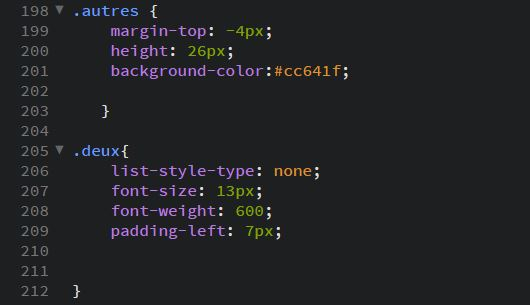 198 ▼ .autres {
199 margin-top: -4px;
200 height: 26px;
201 background-color:#cc641f;
202
203 }
204
205 ▼ .deux{
206 list-style-type: none;
207 font-size: 13px;
208 font-weight: 600;
209 padding-left: 7px;
210
211
212 }